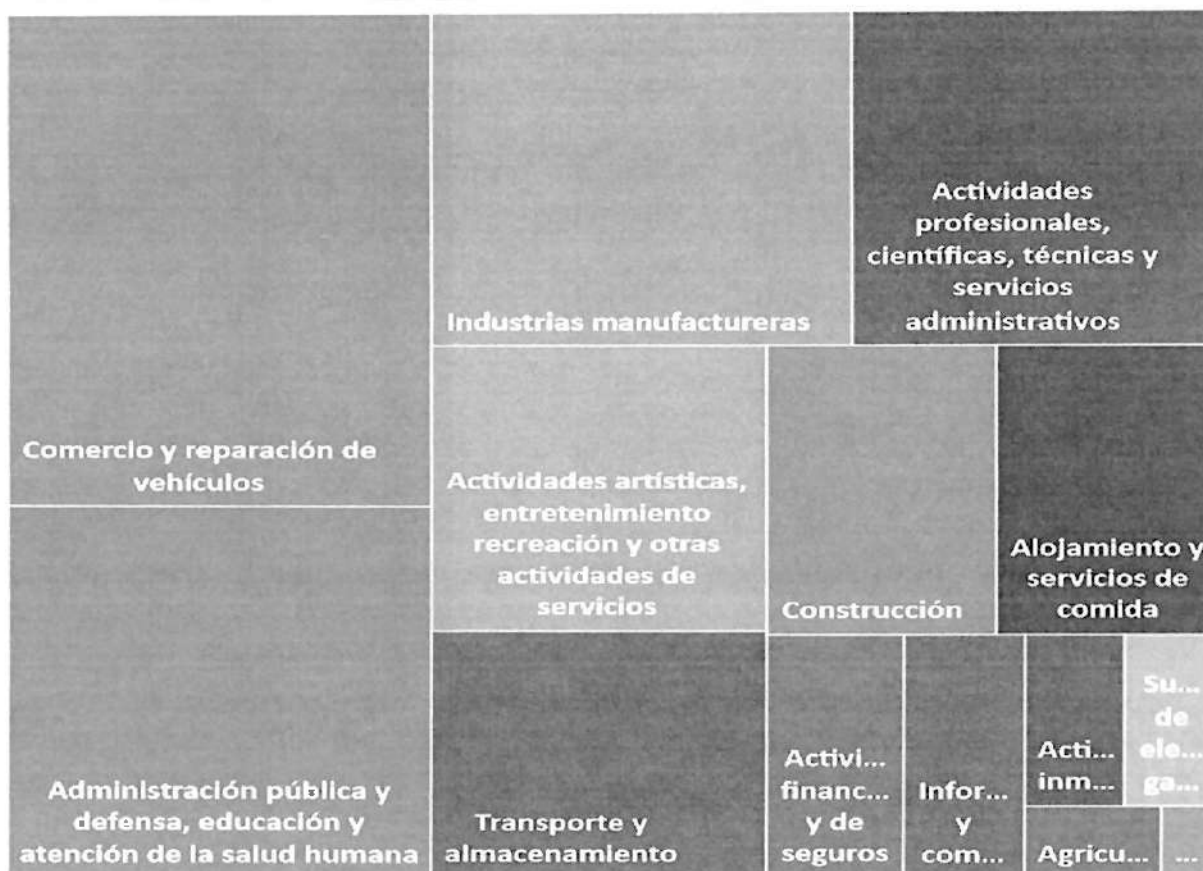 Comercio y reparación de
vehículos
Industrias manufactureras
Actividades
profesionales,
científicas, técnicas y
servicios
administrativos
Actividades artísticas,
entretenimiento
recreación y otras
actividades de
servicios
Construcción
Alojamiento y
servicios de
comida
Administración pública y
defensa, educación y
atención de la salud humana
Transporte y
almacenamiento
Activi...
financ...
y de
seguros
Infor...
y
com...
Acti...
inm...
Su...
de
ele...
ga...
Agricu...
...